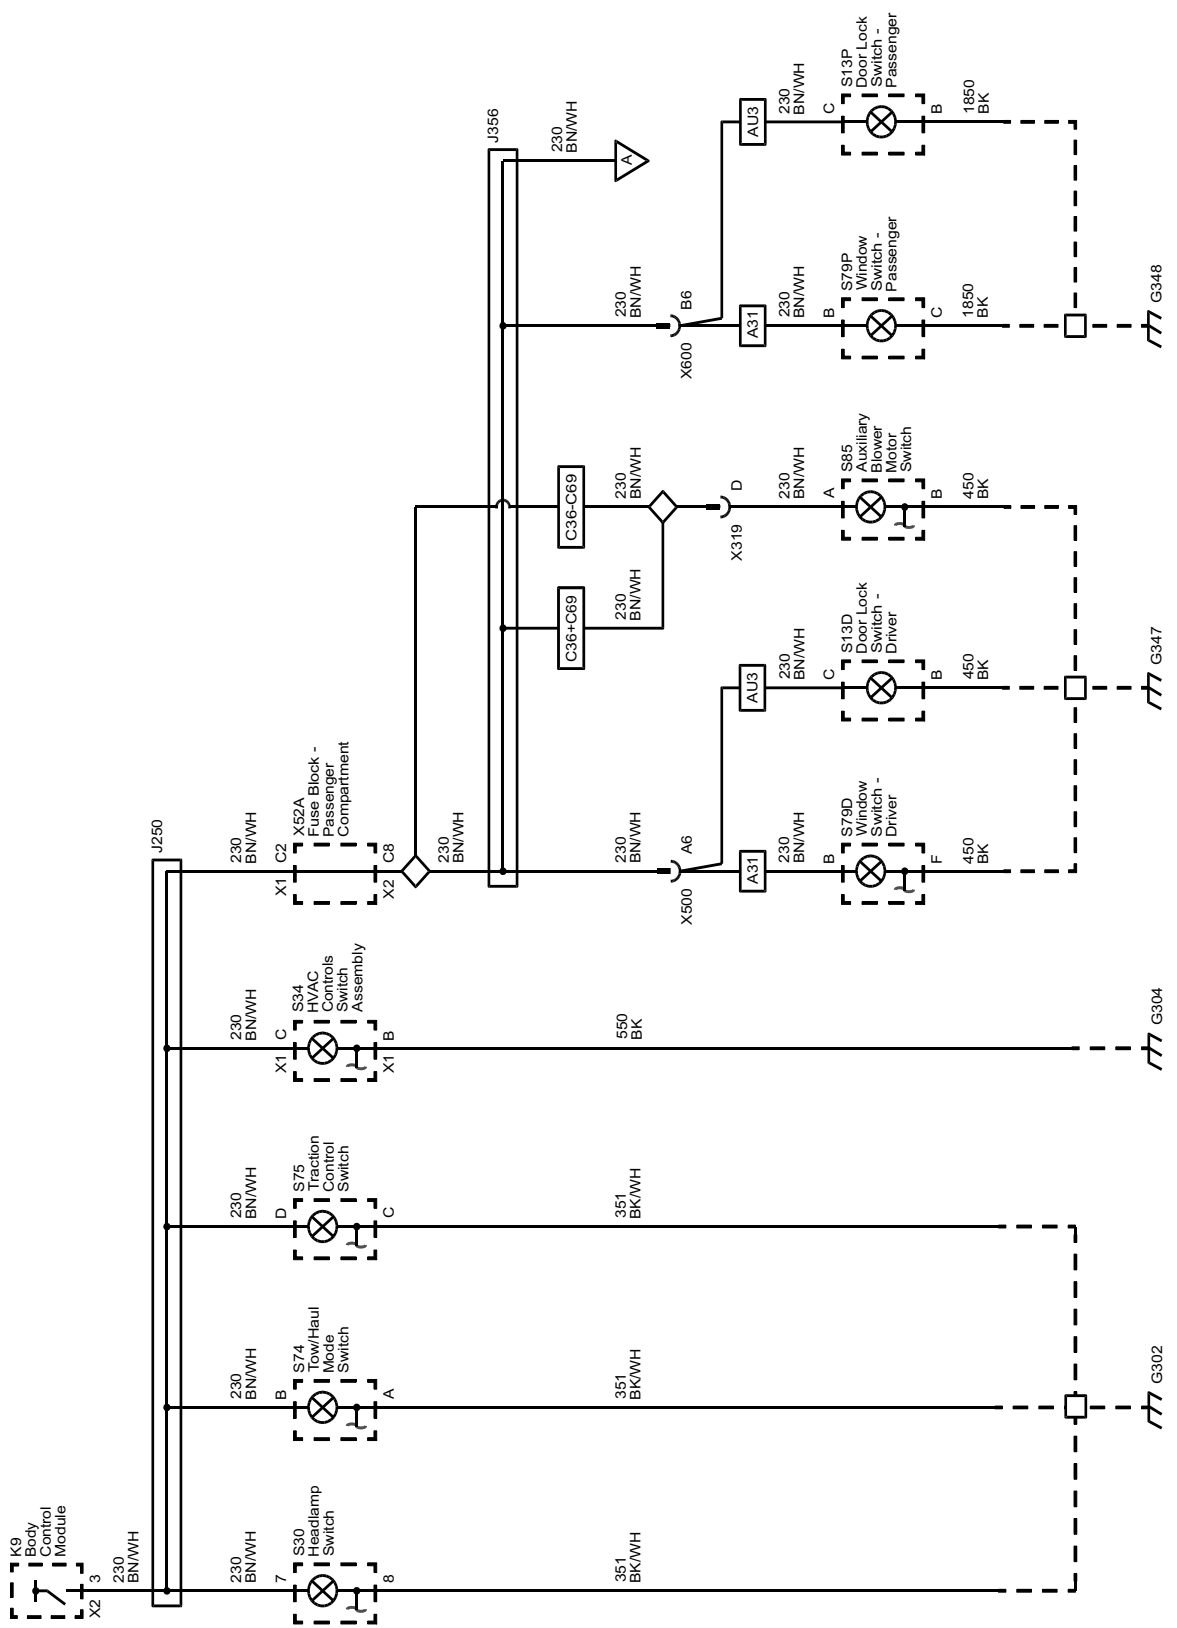 K9
Body
Control
Module
X2
3
230
BN/WH
J250
230
BN/WH
7
S30
Headlamp
Switch
8
351
BK/WH
230
BN/WH
B
S74
Tow/Haul
Mode
Switch
A
351
BK/WH
G302
230
BN/WH
D
S75
Traction
Control
Switch
C
351
BK/WH
230
BN/WH
X1
C
S34
HVAC
Controls
Switch
Assembly
X1
B
550
BK
G304
230
BN/WH
X1
C2
X52A
Fuse Block -
Passenger
Compartment
X2
C8
230
BN/WH
J356
230
BN/WH
X500
A6
A31
230
BN/WH
B
S79D
Window
Switch -
Driver
F
450
BK
AU3
230
BN/WH
C
S13D
Door Lock
Switch -
Driver
B
450
BK
G347
C36+C69
230
BN/WH
C36-C69
230
BN/WH
X319
D
230
BN/WH
A
S85
Auxiliary
Blower
Motor
Switch
B
450
BK
230
BN/WH
X600
B6
A31
230
BN/WH
B
S79P
Window
Switch -
Passenger
C
1850
BK
G348
230
BN/WH
A
AU3
230
BN/WH
C
S13P
Door Lock
Switch -
Passenger
B
1850
BK